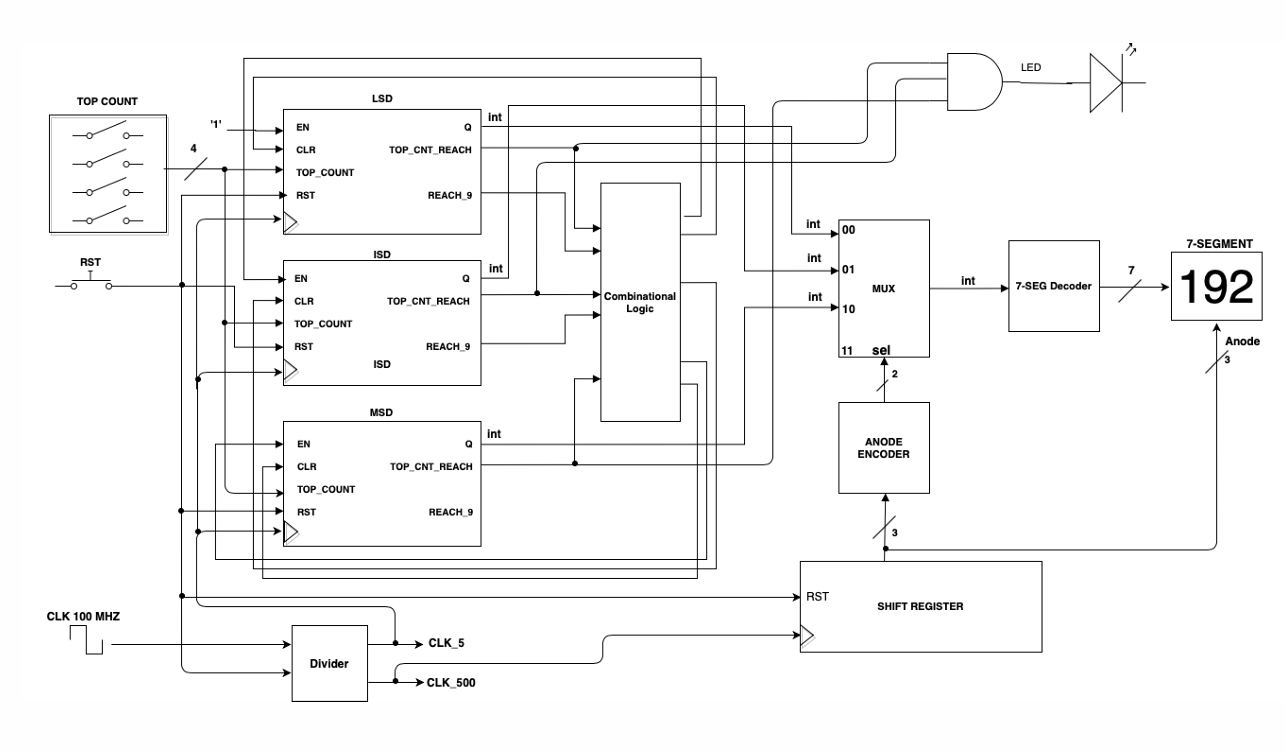 LED
TOP COUNT
LSD
'1'
EN
Q
int
CLR
TOP_CNT_REACH
4
TOP_COUNT
RST
REACH_9
int
00
RST
ISD
int
7-SEGMENT
EN
Q
int
01
7
192
CLR
TOP_CNT_REACH
Combinational
Logic
MUX
int
7-SEG Decoder
int
10
TOP_COUNT
RST
REACH_9
11
sel
Anode
3
ISD
2
MSD
EN
Q
int
ANODE
ENCODER
CLR
TOP_CNT_REACH
TOP_COUNT
RST
REACH_9
3
RST
SHIFT REGISTER
CLK 100 MHZ
CLK_5
Divider
CLK_500